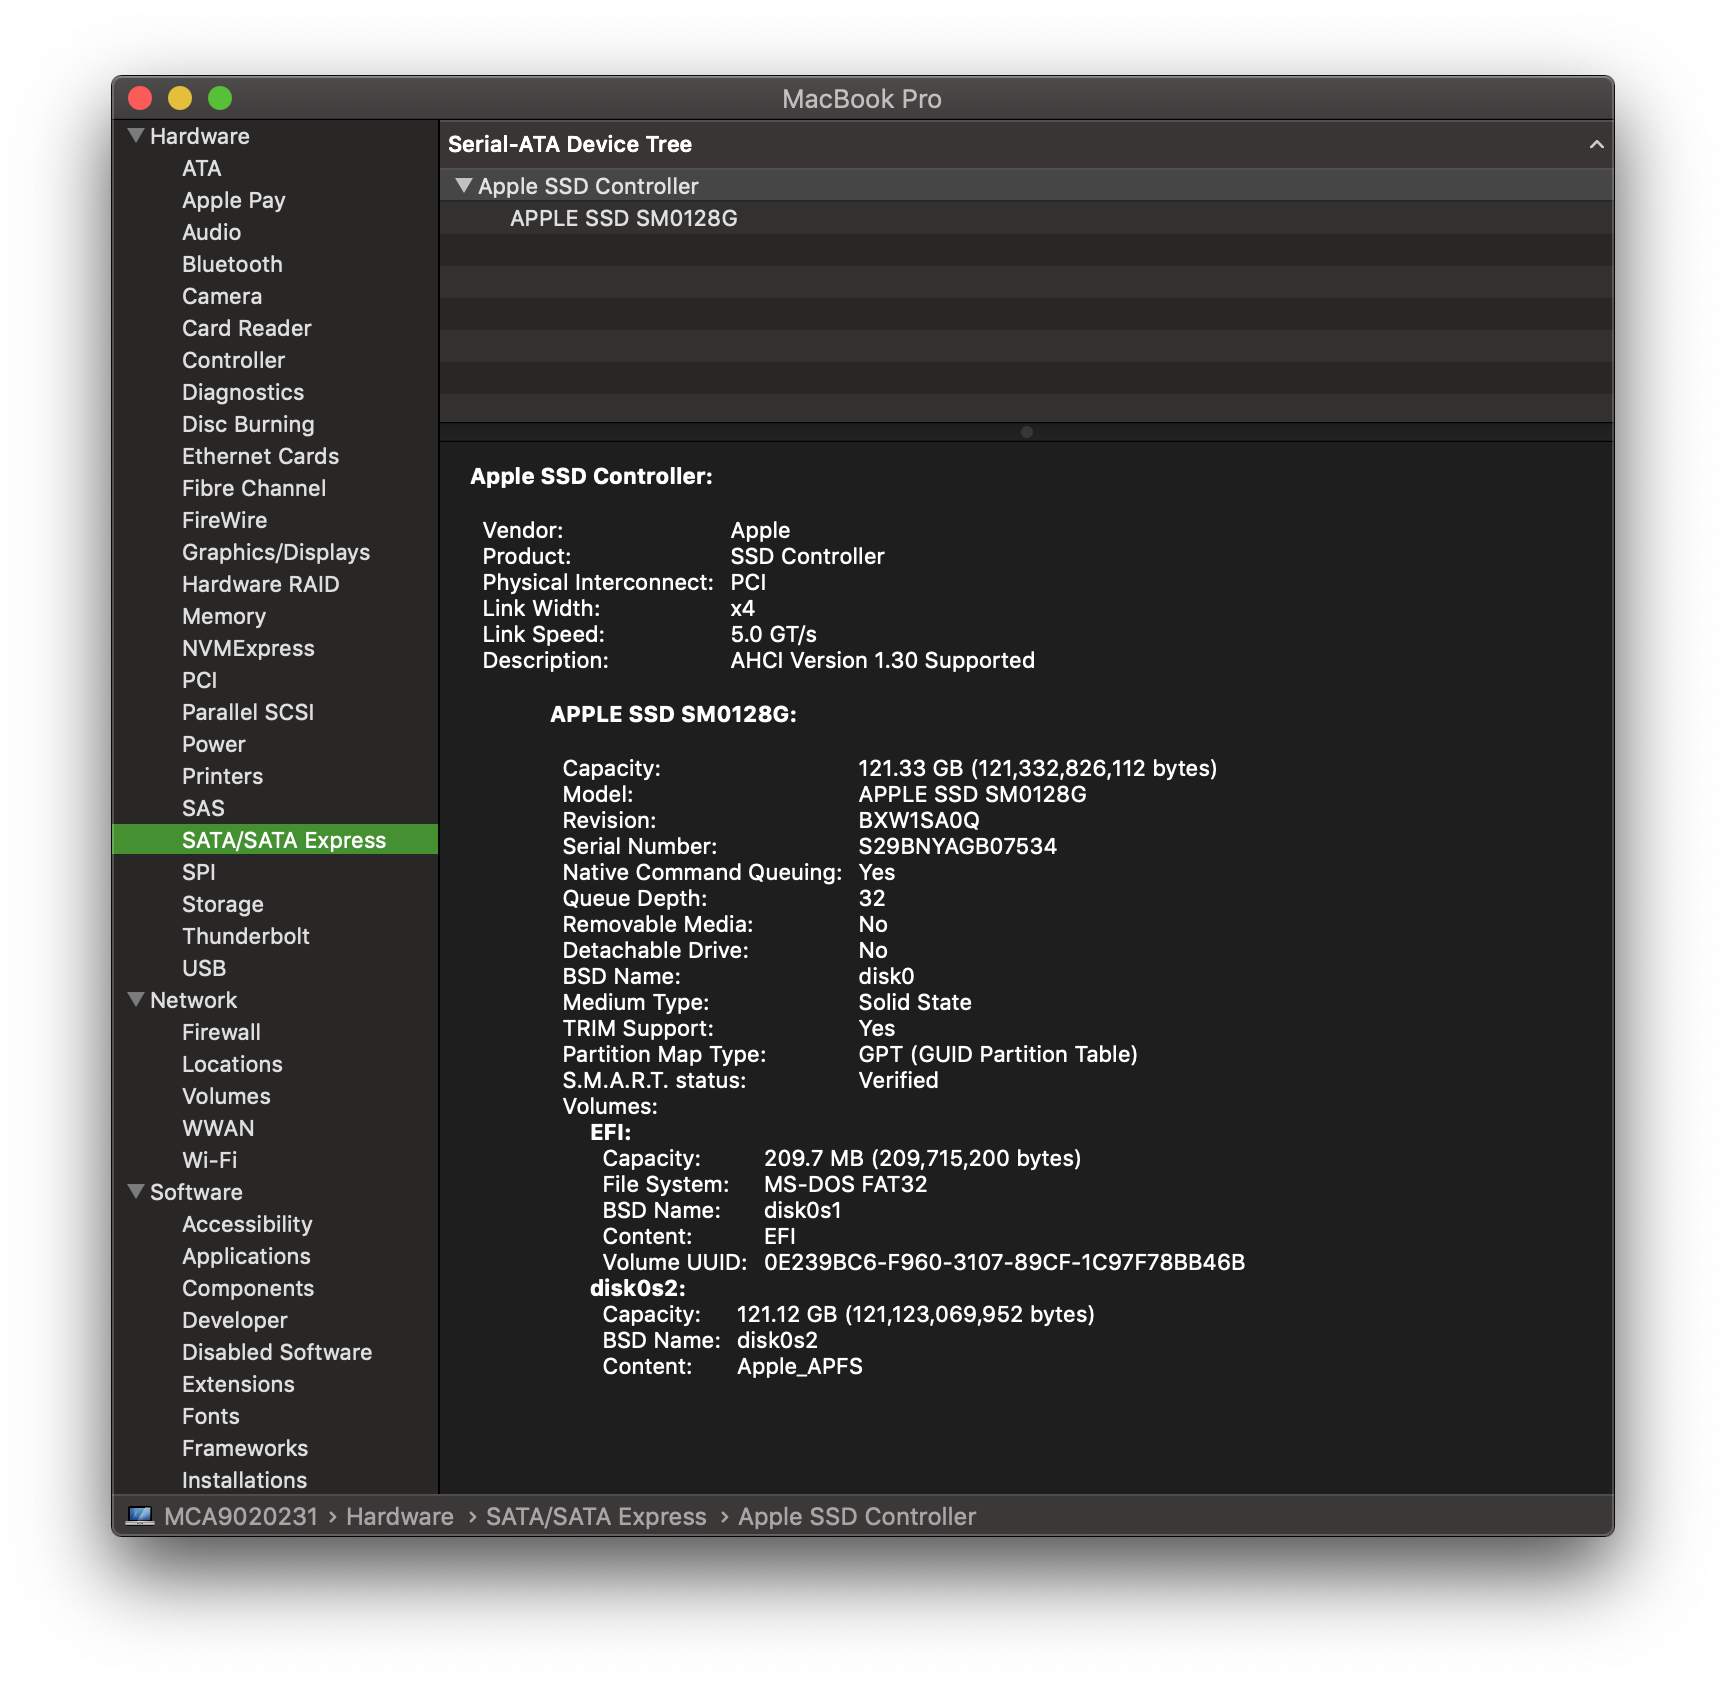 MacBook Pro
Hardware
ATA
Apple Pay
Audio
Bluetooth
Camera
Card Reader
Controller
Diagnostics
Disc Burning
Ethernet Cards
Fibre Channel
FireWire
Graphics/Displays
Hardware RAID
Memory
NVMExpress
PCI
Parallel SCSI
Power
Printers
SAS
SATA/SATA Express
SPI
Storage
Thunderbolt
USB
Network
Firewall
Locations
Volumes
WWAN
Wi-Fi
Software
Accessibility
Applications
Components
Developer
Disabled Software
Extensions
Fonts
Frameworks
Installations
Serial-ATA Device Tree
Apple SSD Controller
APPLE SSD SM0128G
Apple SSD Controller:
Vendor: Apple
Product: SSD Controller
Physical Interconnect: PCI
Link Width: x4
Link Speed: 5.0 GT/s
Description: AHCI Version 1.30 Supported
APPLE SSD SM0128G:
Capacity: 121.33 GB (121,332,826,112 bytes)
Model: APPLE SSD SM0128G
Revision: BXW1SA0Q
Serial Number: S29BNYAGB07534
Native Command Queuing: Yes
Queue Depth: 32
Removable Media: No
Detachable Drive: No
BSD Name: disk0
Medium Type: Solid State
TRIM Support: Yes
Partition Map Type: GPT (GUID Partition Table)
S.M.A.R.T. status: Verified
Volumes:
EFI:
Capacity: 209.7 MB (209,715,200 bytes)
File System: MS-DOS FAT32
BSD Name: disk0s1
Content: EFI
Volume UUID: 0E239BC6-F960-3107-89CF-1C97F78BB46B
disk0s2:
Capacity: 121.12 GB (121,123,069,952 bytes)
BSD Name: disk0s2
Content: Apple_APFS
MCA9020231 › Hardware › SATA/SATA Express › Apple SSD Controller